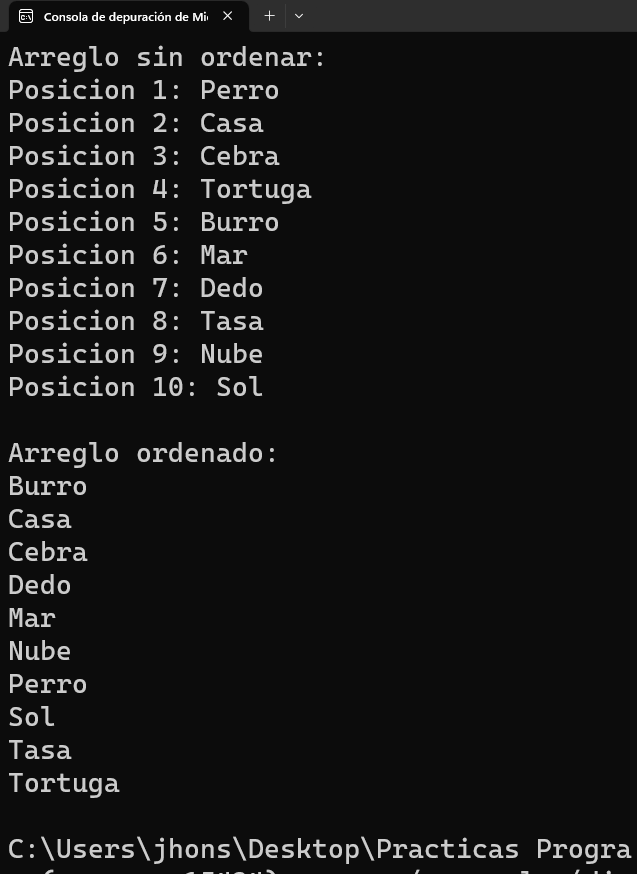 Consola de depuración de Mi
Arreglo sin ordenar:
Posicion 1: Perro
Posicion 2: Casa
Posicion 3: Cebra
Posicion 4: Tortuga
Posicion 5: Burro
Posicion 6: Mar
Posicion 7: Dedo
Posicion 8: Tasa
Posicion 9: Nube
Posicion 10: Sol
Arreglo ordenado:
Burro
Casa
Cebra
Dedo
Mar
Nube
Perro
Sol
Tasa
Tortuga
C:\Users\jhons\Desktop\Practicas Progra